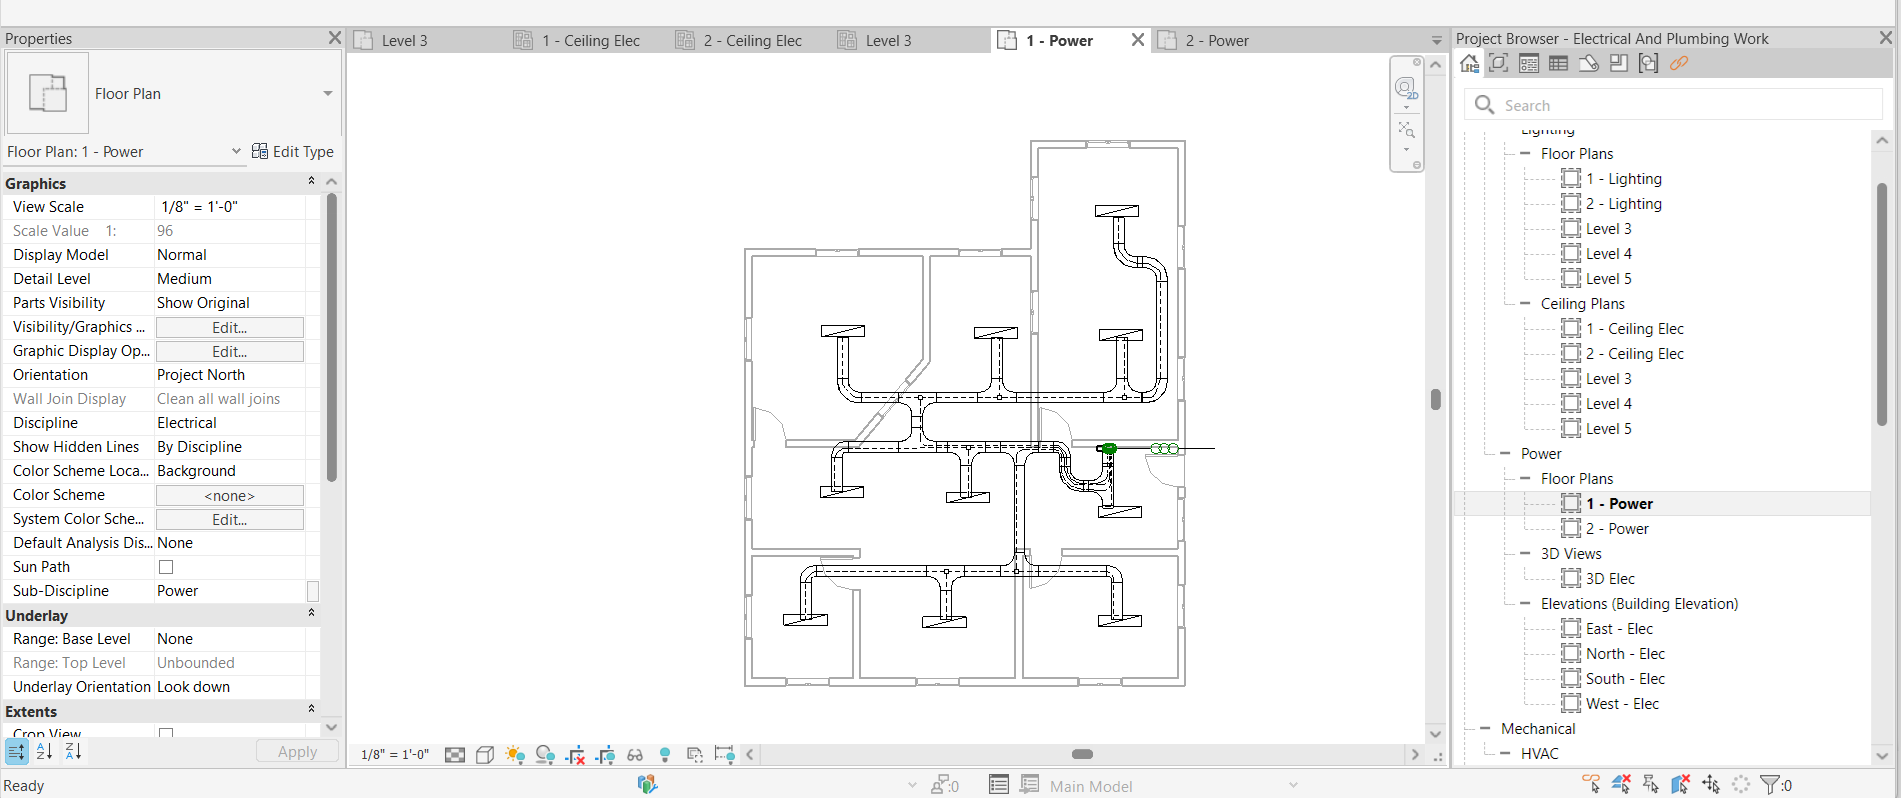 Properties
Floor Plan
Floor Plan: 1 - Power
Edit Type
Graphics
View Scale 1/8" = 1'-0"
Scale Value 1: 96
Display Model Normal
Detail Level Medium
Parts Visibility Show Original
Visibility/Graphics ... Edit...
Graphic Display Op... Edit...
Orientation Project North
Wall Join Display Clean all wall joins
Discipline Electrical
Show Hidden Lines By Discipline
Color Scheme Loca... Background
Color Scheme <none>
System Color Sche... Edit...
Default Analysis Dis... None
Sun Path
Sub-Discipline Power
Underlay
Range: Base Level None
Range: Top Level Unbounded
Underlay Orientation Look down
Extents
Crop View
Apply
Ready
Level 3
1 - Ceiling Elec
2 - Ceiling Elec
Level 3
1 - Power
2 - Power
2D
1/8" = 1'-0"
:0
Main Model
Project Browser - Electrical And Plumbing Work
Search
Lighting
Floor Plans
1 - Lighting
2 - Lighting
Level 3
Level 4
Level 5
Ceiling Plans
1 - Ceiling Elec
2 - Ceiling Elec
Level 3
Level 4
Level 5
Power
Floor Plans
1 - Power
2 - Power
3D Views
3D Elec
Elevations (Building Elevation)
East - Elec
North - Elec
South - Elec
West - Elec
Mechanical
HVAC
:0